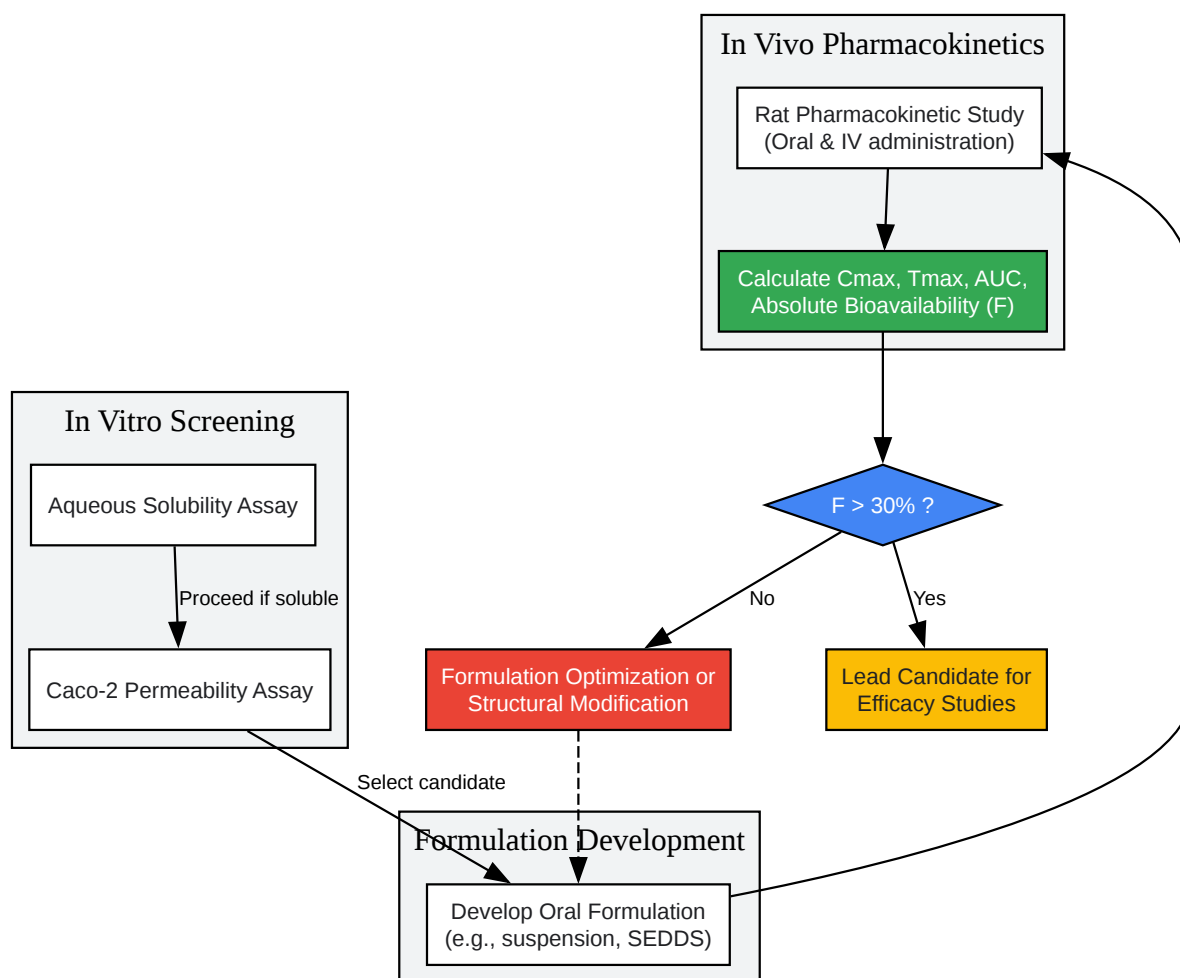 In Vivo Pharmacokinetics
Rat Pharmacokinetic Study
(Oral & IV administration)
Calculate Cmax, Tmax, AUC,
Absolute Bioavailability (F)
In Vitro Screening
Aqueous Solubility Assay
F > 30% ?
Proceed if soluble
No
Yes
Caco-2 Permeability Assay
Formulation Optimization or
Structural Modification
Lead Candidate for
Efficacy Studies
Select candidate
Formulation Development
Develop Oral Formulation
(e.g., suspension, SEDDS)